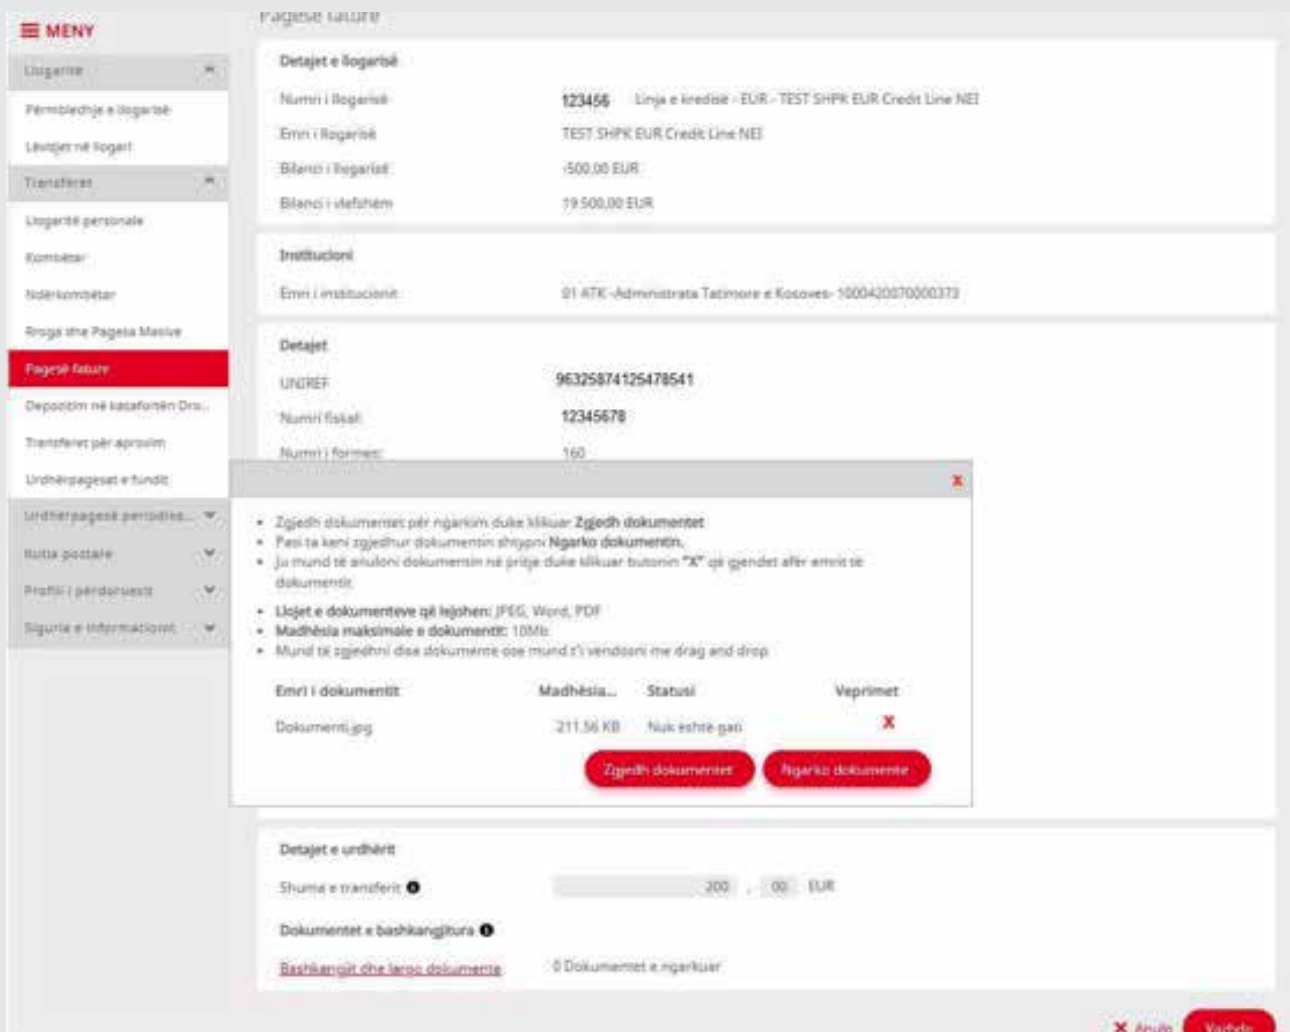 Pagesë fature
MENY
Llogaritë
Përmbledhje e llogarisë
Lëvizjet në llogari
Transferet
Llogaritë personale
Kombëtar
Ndërkombëtar
Rroga dhe Pagesa Masive
Pagesë fature
Depozitim në kasafortën Dro...
Transferet për aprovim
Urdhërpagesat e fundit
Urdhërpagesë periodike...
Kutia postare
Profili i përdoruesit
Siguria e informacionit
Detajet e llogarisë
Numri i llogarisë 123456 Linja e kredisë - EUR - TEST SHPK EUR Credit Line NEI
Emri i llogarisë TEST SHPK EUR Credit Line NEI
Bilanci i llogarisë -500,00 EUR
Bilanci i vlefshëm 19 500,00 EUR
Institucioni
Emri i institucionit 01 ATK -Administrata Tatimore e Kosoves- 1000420070000373
Detajet
UNIREF 96325874125478541
Numri fiskal: 12345678
Numri i formes: 160
X
• Zgjedh dokumentet për ngarkim duke klikuar Zgjedh dokumentet
• Pasi ta keni zgjedhur dokumentin shtypni Ngarko dokumentin.
• Ju mund të anuloni dokumentin në pritje duke klikuar butonin "X" që gjendet afër emrit të
dokumentit
• Llojet e dokumenteve që lejohen: JPEG, Word, PDF
• Madhësia maksimale e dokumentit: 10Mb
• Mund të zgjedhni disa dokumente ose mund t'i vendosni me drag and drop
Emri i dokumentit Madhësia... Statusi Veprimet
Dokumenti.jpg 211.56 KB Nuk është gati X
Zgjedh dokumentet Ngarko dokumente
Detajet e urdhërit
Shuma e transferit 200 , 00 EUR
Dokumentet e bashkangjitura
Bashkangjit dhe largo dokumente 0 Dokumentet e ngarkuar
X Anulo Vazhdo